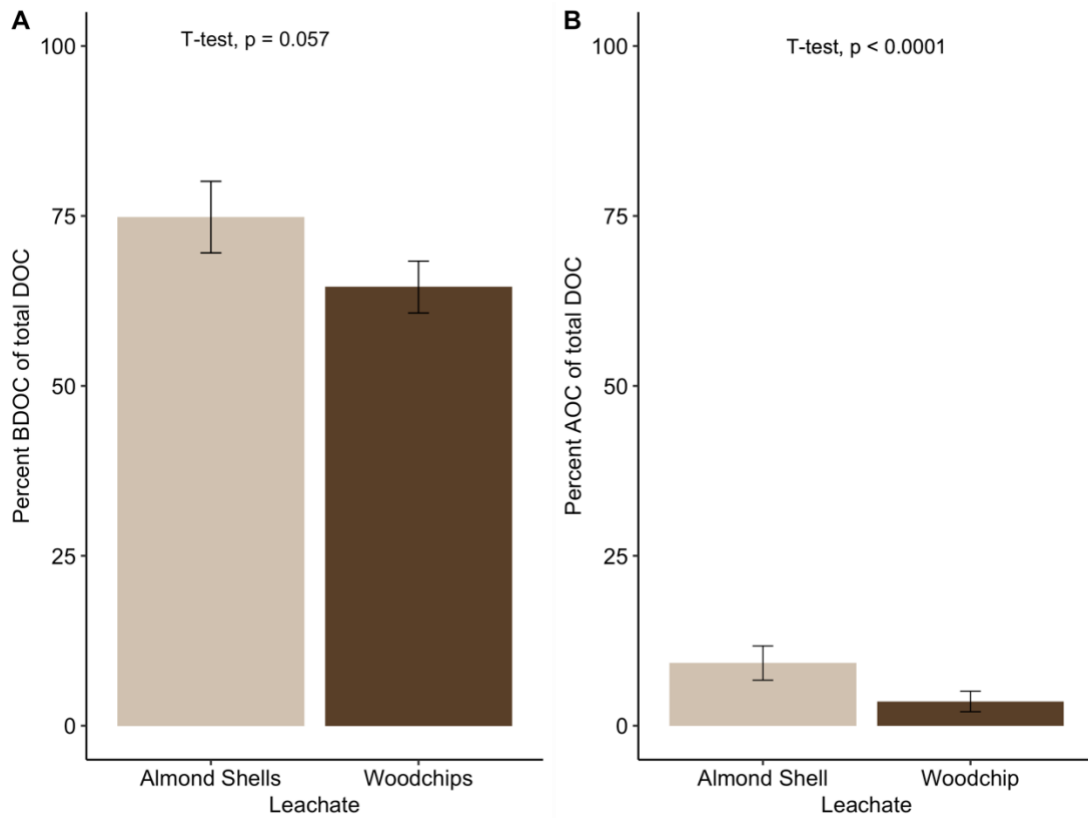 A
T-test, p = 0.057
100
75
50
25
0
Percent BDOC of total DOC
Almond Shells
Woodchips
Leachate
B
T-test, p < 0.0001
100
75
50
25
0
Percent AOC of total DOC
Almond Shell
Woodchip
Leachate